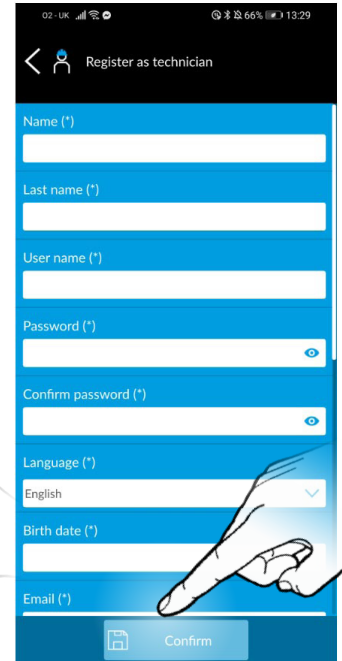 O2-UK 66% 13:29
Register as technician
Name (*)
Last name (*)
User name (*)
Password (*)
Confirm password (*)
Language (*)
English
Birth date (*)
Email (*)
Confirm